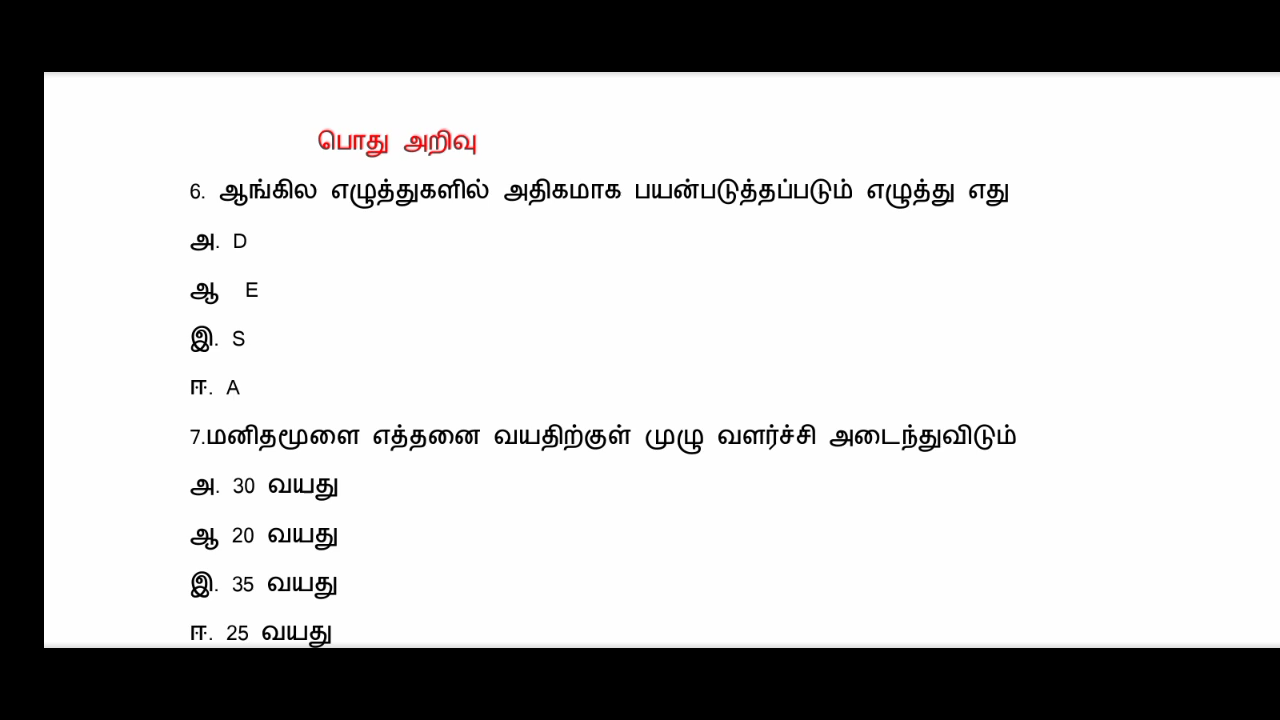 பொது அறிவு
6. ஆங்கில எழுத்துகளில் அதிகமாக பயன்படுத்தப்படும் எழுத்து எது
அ. D
ஆ E
இ. S
ஈ. A
7.மனிதமூளை எத்தனை வயதிற்குள் முழு வளர்ச்சி அடைந்துவிடும்
அ. 30 வயது
ஆ 20 வயது
இ. 35 வயது
ஈ. 25 வயது